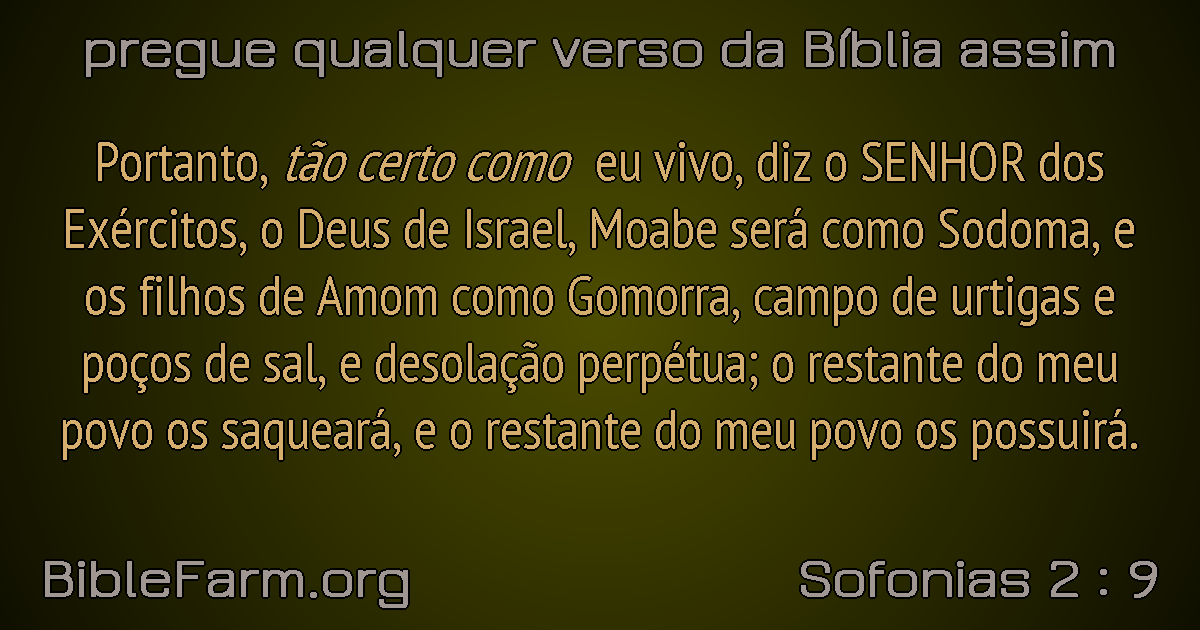 pregue qualquer verso da Bíblia assim
Portanto, tão certo como eu vivo, diz o SENHOR dos
Exércitos, o Deus de Israel, Moabe será como Sodoma, e
os filhos de Amom como Gomorra, campo de urtigas e
poços de sal, e desolação perpétua; o restante do meu
povo os saqueará, e o restante do meu povo os possuirá.
BibleFarm.org
Sofonias 2 : 9